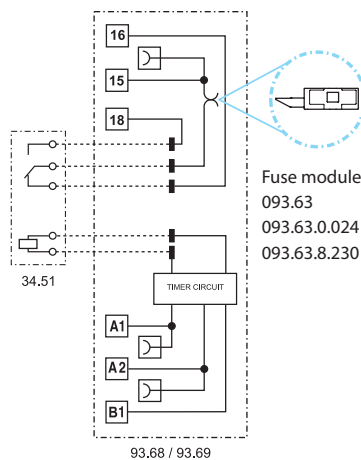 16
15
18
34.51
TIMER CIRCUIT
A1
A2
B1
93.68 / 93.69
Fuse module
093.63
093.63.0.024
093.63.8.230